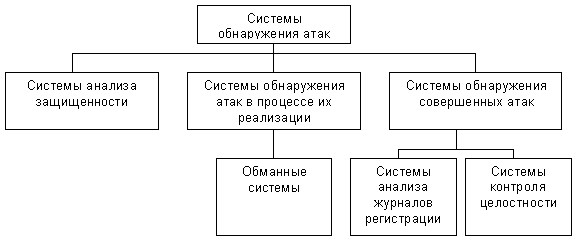 Системы
обнаружения атак
Системы анализа
защищенности
Системы обнаружения
атак в процессе их
реализации
Системы обнаружения
совершенных атак
Обманные
системы
Системы
анализа
журналов
регистрации
Системы
контроля
целостности